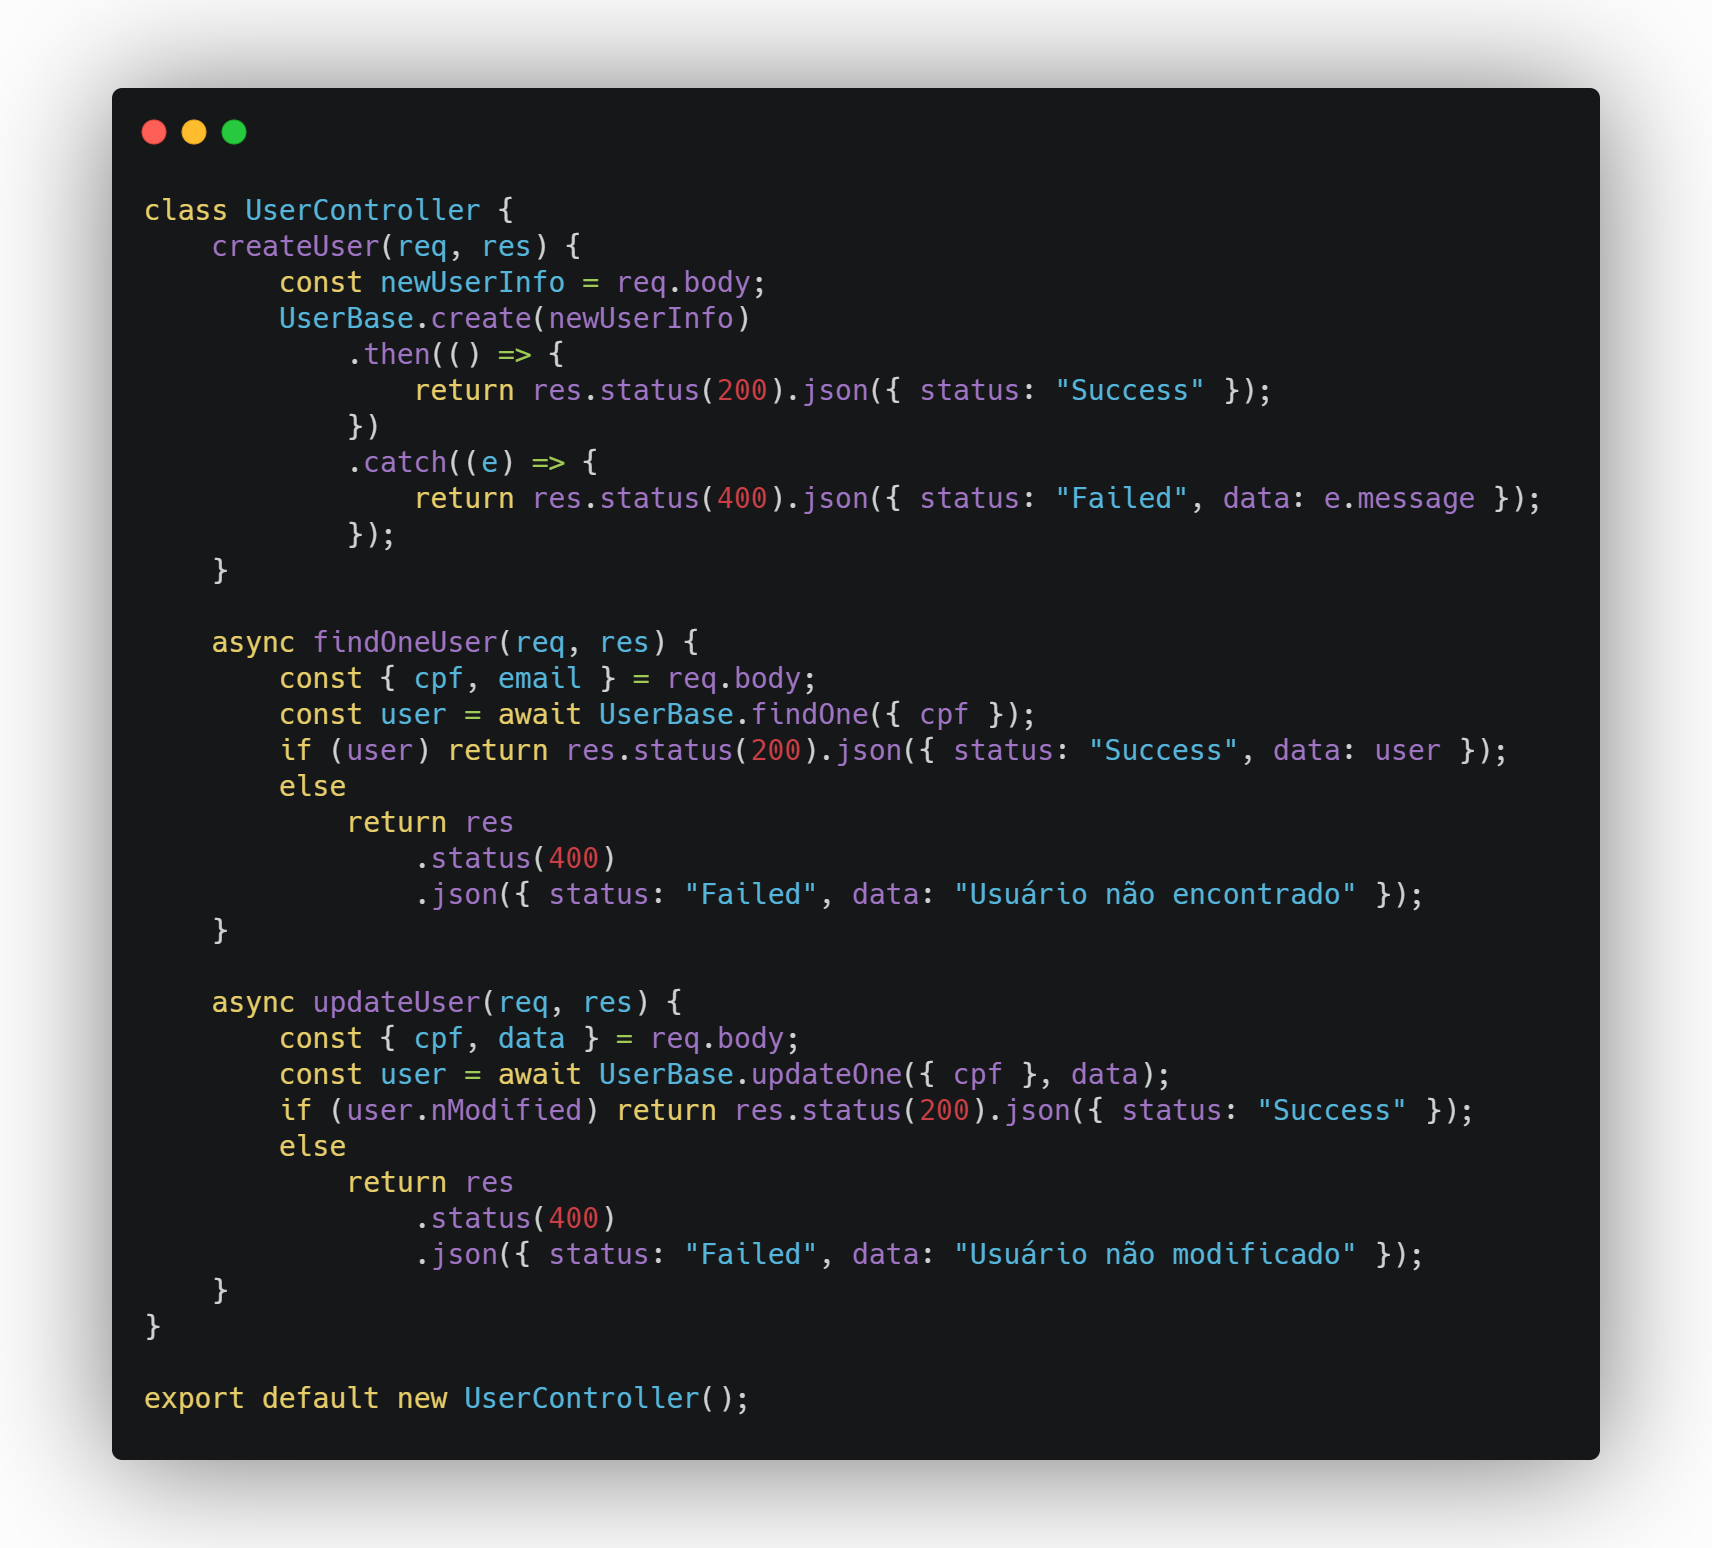 class UserController {
    createUser(req, res) {
        const newUserInfo = req.body;
        UserBase.create(newUserInfo)
            .then(() => {
                return res.status(200).json({ status: "Success" });
            })
            .catch((e) => {
                return res.status(400).json({ status: "Failed", data: e.message });
            });
    }

    async findOneUser(req, res) {
        const { cpf, email } = req.body;
        const user = await UserBase.findOne({ cpf });
        if (user) return res.status(200).json({ status: "Success", data: user });
        else
            return res
                .status(400)
                .json({ status: "Failed", data: "Usuário não encontrado" });
    }

    async updateUser(req, res) {
        const { cpf, data } = req.body;
        const user = await UserBase.updateOne({ cpf }, data);
        if (user.nModified) return res.status(200).json({ status: "Success" });
        else
            return res
                .status(400)
                .json({ status: "Failed", data: "Usuário não modificado" });
    }
}

export default new UserController();